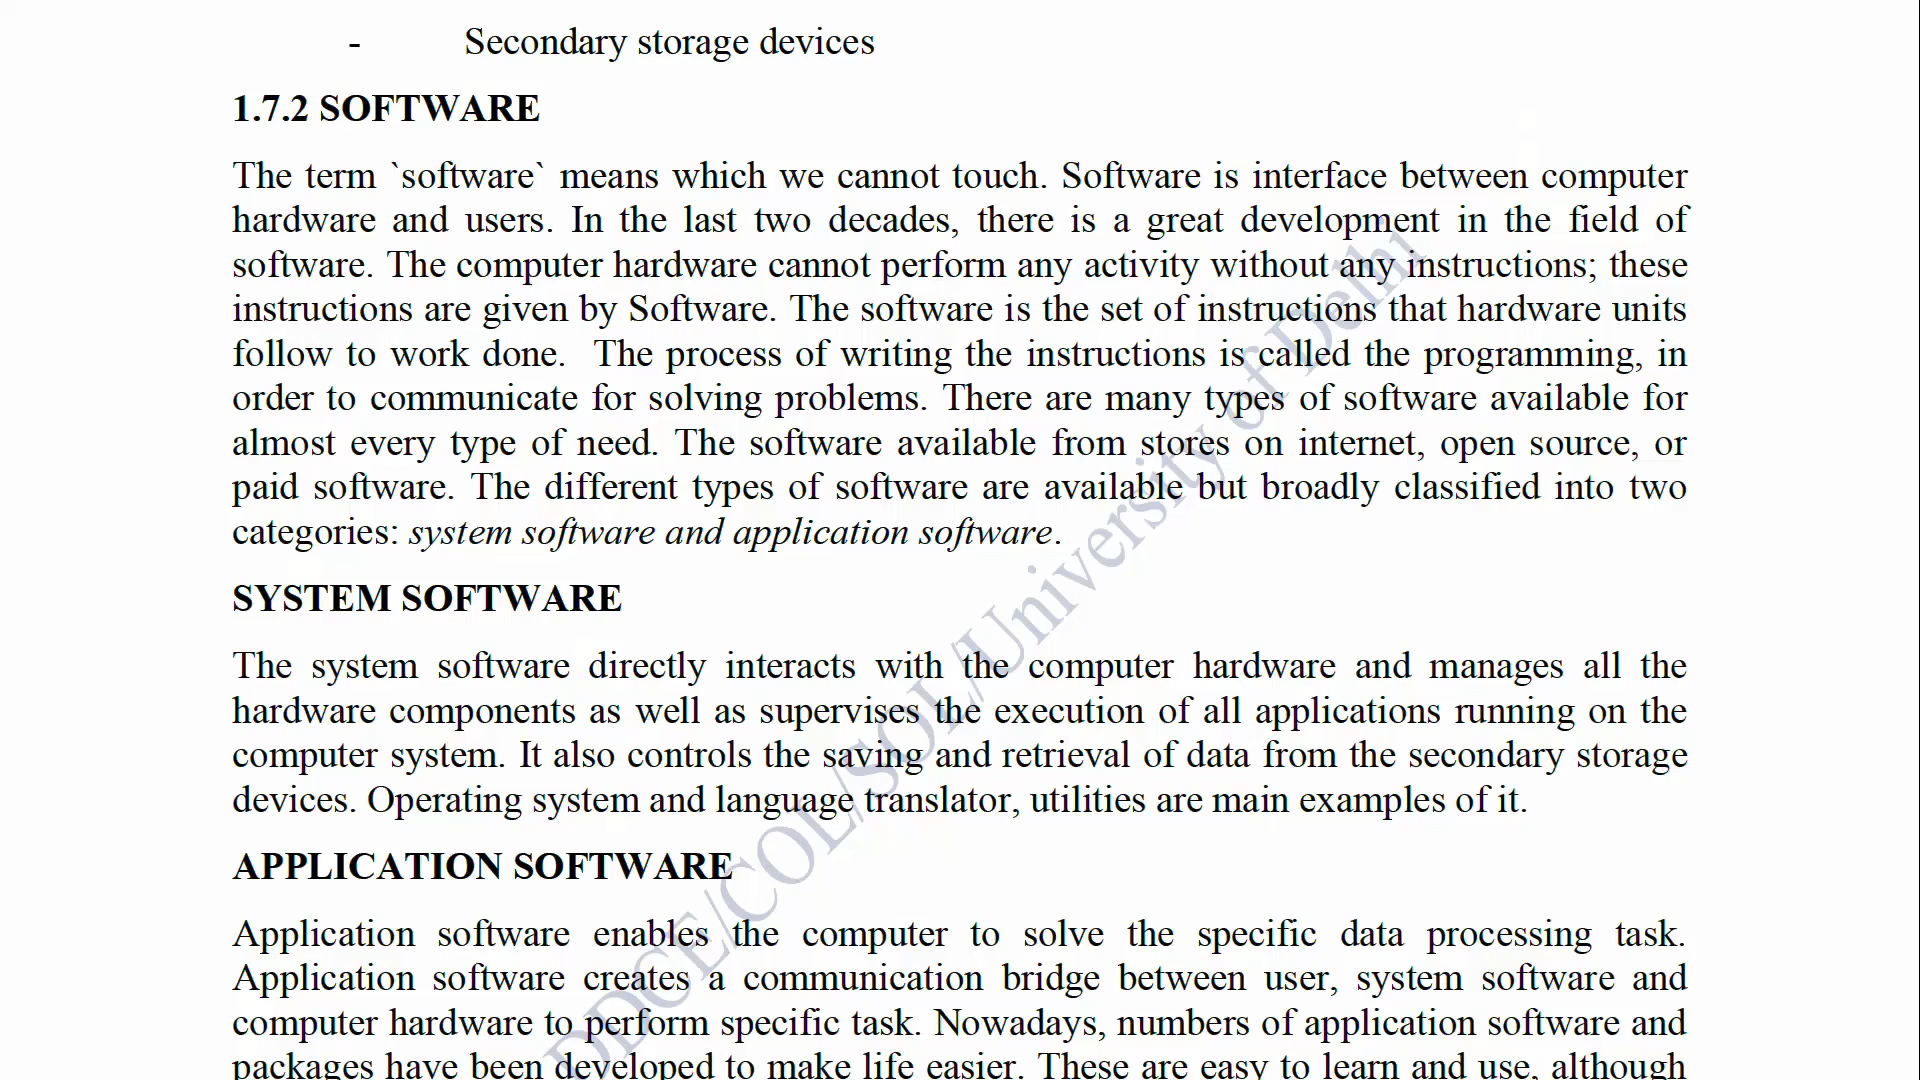 - Secondary storage devices
1.7.2 SOFTWARE
The term `software` means which we cannot touch. Software is interface between computer
hardware and users. In the last two decades, there is a great development in the field of
software. The computer hardware cannot perform any activity without any instructions; these
instructions are given by Software. The software is the set of instructions that hardware units
follow to work done. The process of writing the instructions is called the programming, in
order to communicate for solving problems. There are many types of software available for
almost every type of need. The software available from stores on internet, open source, or
paid software. The different types of software are available but broadly classified into two
categories: system software and application software.
SYSTEM SOFTWARE
The system software directly interacts with the computer hardware and manages all the
hardware components as well as supervises the execution of all applications running on the
computer system. It also controls the saving and retrieval of data from the secondary storage
devices. Operating system and language translator, utilities are main examples of it.
APPLICATION SOFTWARE
Application software enables the computer to solve the specific data processing task.
Application software creates a communication bridge between user, system software and
computer hardware to perform specific task. Nowadays, numbers of application software and
packages have been developed to make life easier. These are easy to learn and use, although
DDCE/COL/SOL/University of Delhi